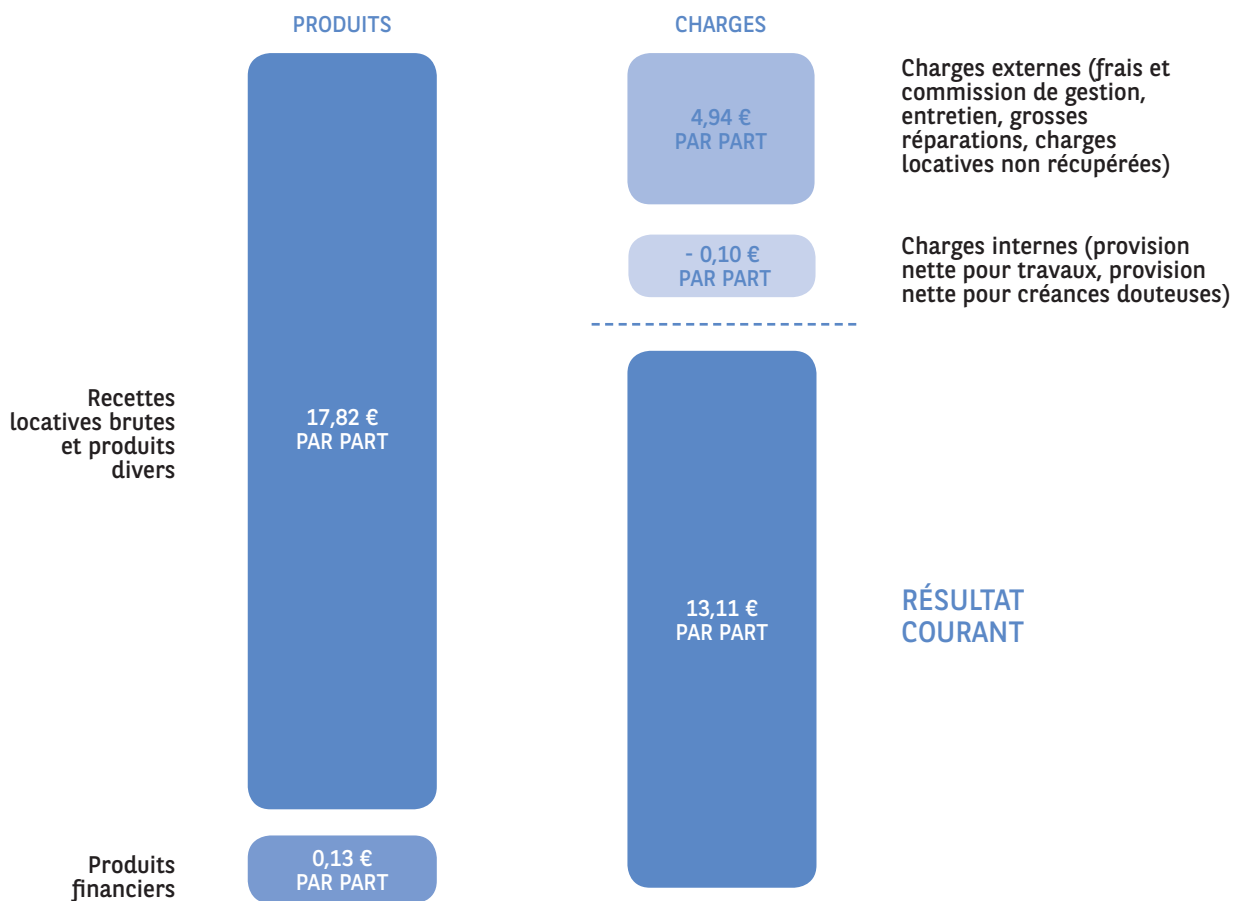 PRODUITS
Recettes
locatives brutes
et produits
divers
17,82 €
PAR PART
Produits
financiers
0,13 €
PAR PART
CHARGES
4,94 €
PAR PART
Charges externes (frais et
commission de gestion,
entretien, grosses
réparations, charges
locatives non récupérées)
- 0,10 €
PAR PART
Charges internes (provision
nette pour travaux, provision
nette pour créances douteuses)
13,11 €
PAR PART
RÉSULTAT
COURANT